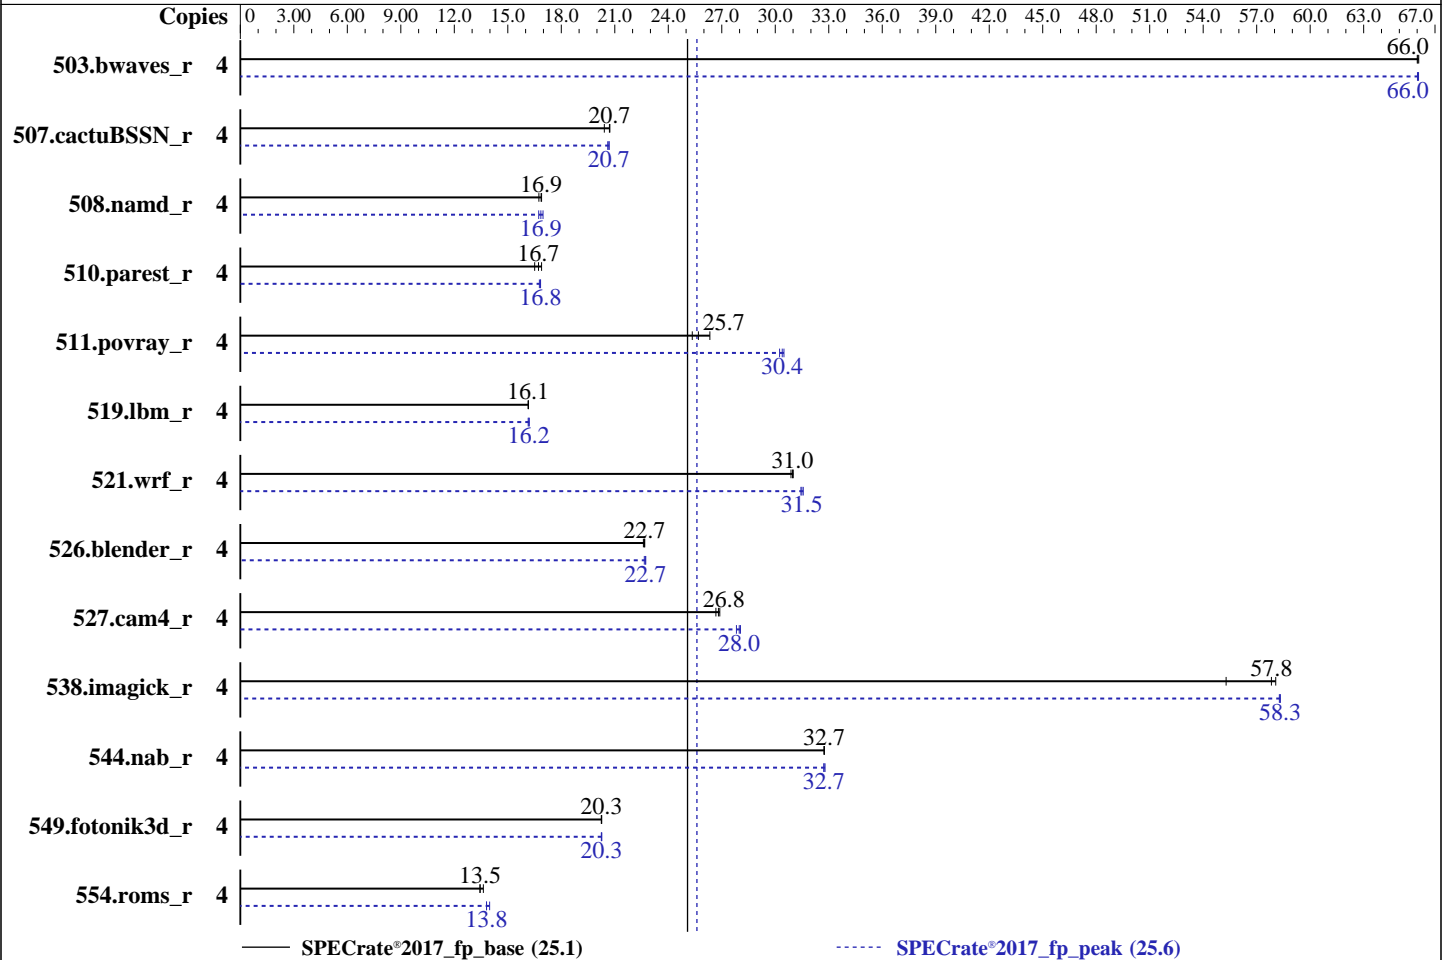 Copies 0 3.00 6.00 9.00 12.0 15.0 18.0 21.0 24.0 27.0 30.0 33.0 36.0 39.0 42.0 45.0 48.0 51.0 54.0 57.0 60.0 63.0 67.0
66.0
503.bwaves_r 4
66.0
20.7
507.cactuBSSN_r 4
20.7
16.9
508.namd_r 4
16.9
16.7
510.parest_r 4
16.8
25.7
511.povray_r 4
30.4
16.1
519.lbm_r 4
16.2
31.0
521.wrf_r 4
31.5
22.7
526.blender_r 4
22.7
26.8
527.cam4_r 4
28.0
57.8
538.imagick_r 4
58.3
32.7
544.nab_r 4
32.7
20.3
549.fotonik3d_r 4
20.3
13.5
554.roms_r 4
13.8
SPECrate®2017_fp_base (25.1) SPECrate®2017_fp_peak (25.6)